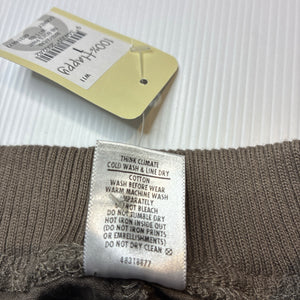 100% Happy
W11
THINK CLIMATE
COLD WASH & LINE DRY
COTTON
WASH BEFORE WEAR
WARM MACHINE WASH
SEPARATELY
DO NOT BLEACH
DO NOT TUMBLE DRY
HOT IRON INSIDE OUT
(DO NOT IRON PRINTS
OR EMBELLISHMENTS)
DO NOT DRY CLEAN